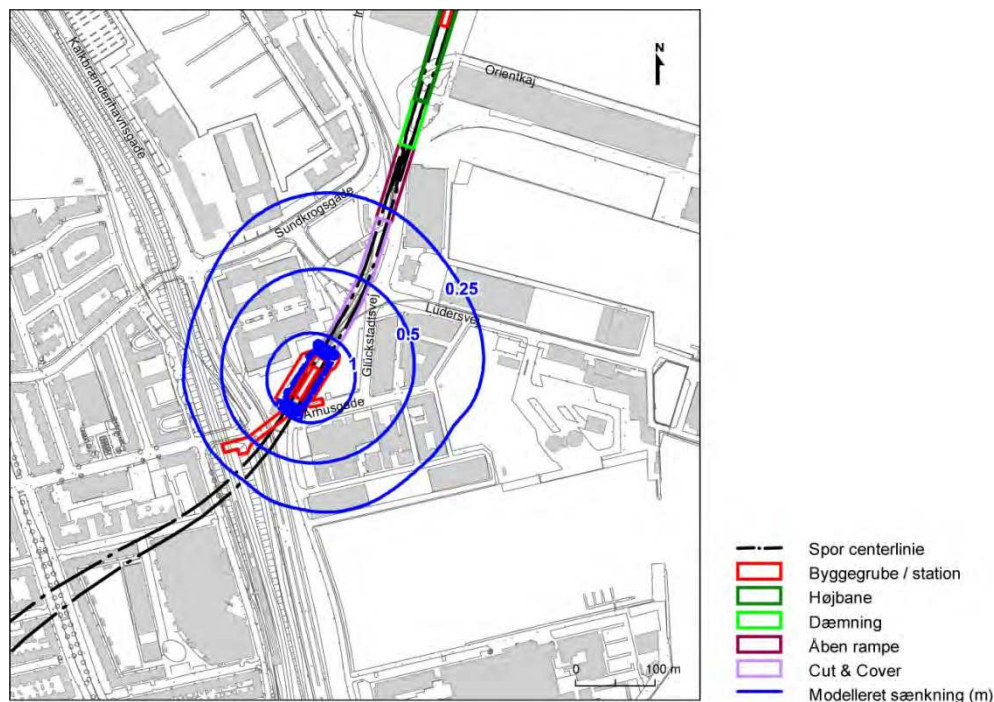 Kalkbrænderihavnsgade
N
Orientkaj
Sundkrogsgade
0.25
Lüdersvej
0.5
Glückstadtsvej
1
Århusgade
0 100 m
Spor centerlinie
Byggegrube / station
Højbane
Dæmning
Åben rampe
Cut & Cover
Modelleret sænkning (m)